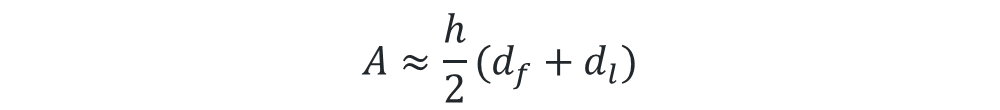 A ≈ h/2 (d_f + d_l)